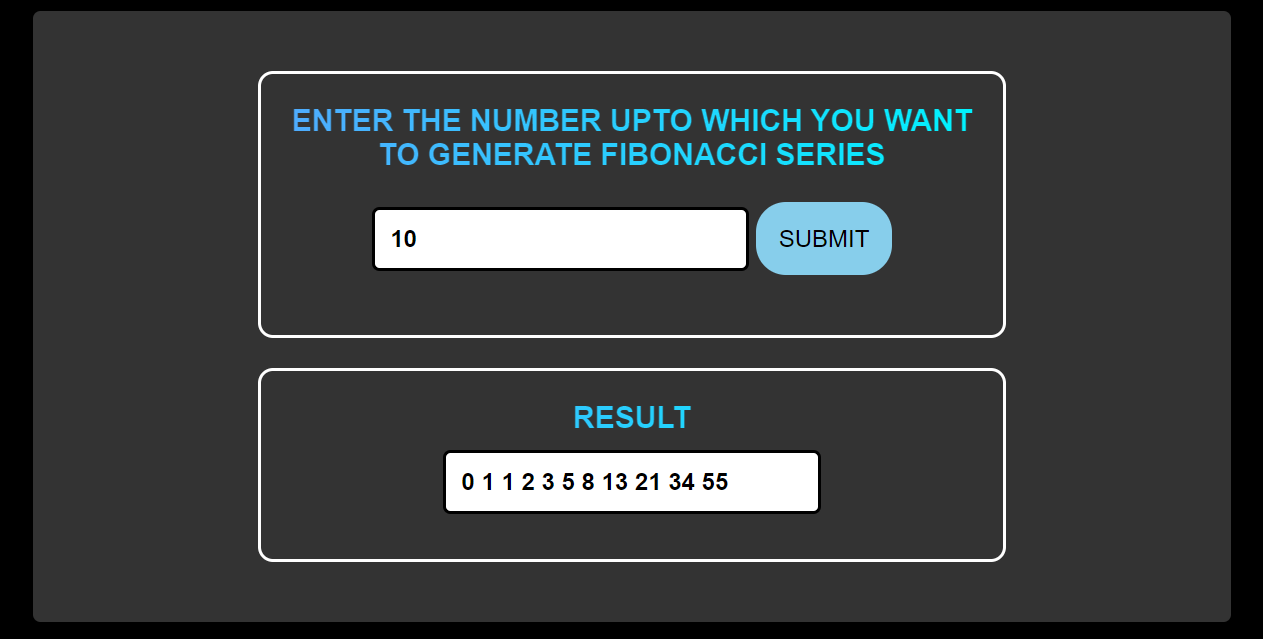 ENTER THE NUMBER UPTO WHICH YOU WANT
TO GENERATE FIBONACCI SERIES
10 SUBMIT
RESULT
0 1 1 2 3 5 8 13 21 34 55